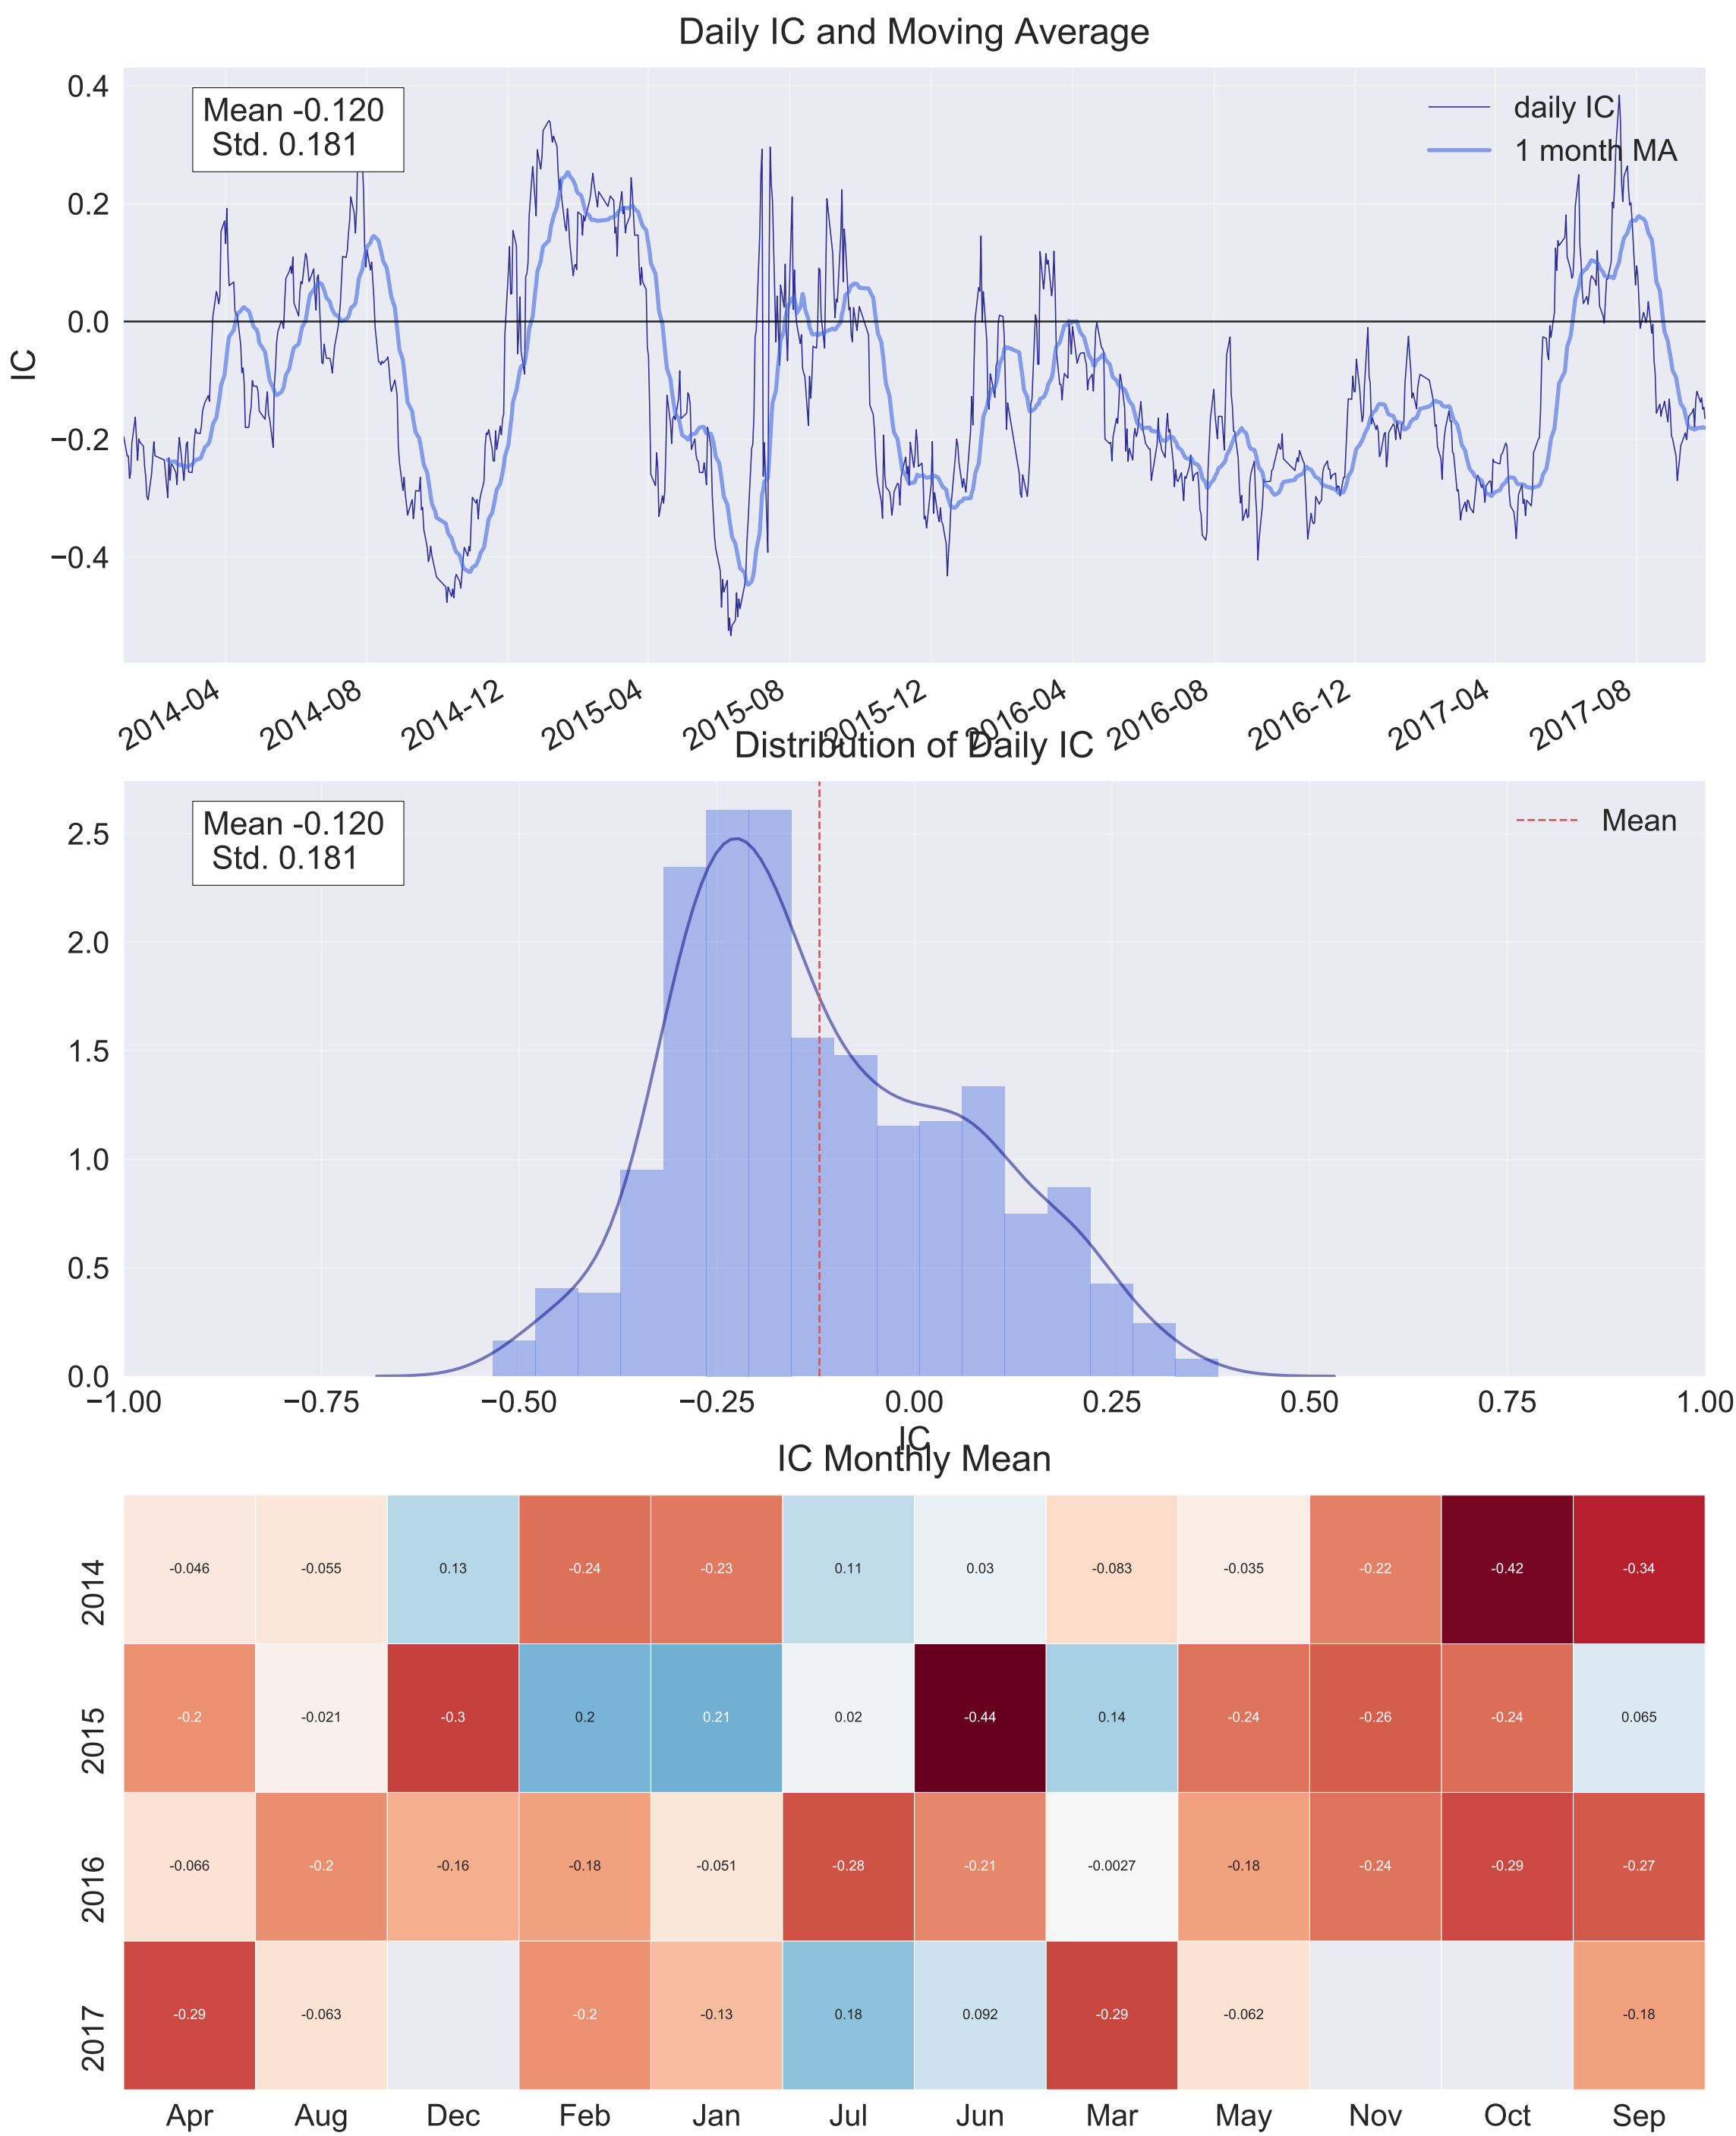 Daily IC and Moving Average
0.4
0.2
0.0
−0.2
−0.4
IC
Mean -0.120
Std. 0.181
daily IC
1 month MA
2014-04
2014-08
2014-12
2015-04
2015-08
2015-12
2016-04
2016-08
2016-12
2017-04
2017-08
Distribution of Daily IC
2.5
2.0
1.5
1.0
0.5
0.0
Mean -0.120
Std. 0.181
Mean
−1.00 −0.75 −0.50 −0.25 0.00 0.25 0.50 0.75 1.00
IC
IC Monthly Mean
2014 -0.046 -0.055 0.13 -0.24 -0.23 0.11 0.03 -0.083 -0.035 -0.22 -0.42 -0.34
2015 -0.2 -0.021 -0.3 0.2 0.21 0.02 -0.44 0.14 -0.24 -0.26 -0.24 0.065
2016 -0.066 -0.2 -0.16 -0.18 -0.051 -0.28 -0.21 -0.0027 -0.18 -0.24 -0.29 -0.27
2017 -0.29 -0.063 -0.2 -0.13 0.18 0.092 -0.29 -0.062 -0.18
Apr Aug Dec Feb Jan Jul Jun Mar May Nov Oct Sep